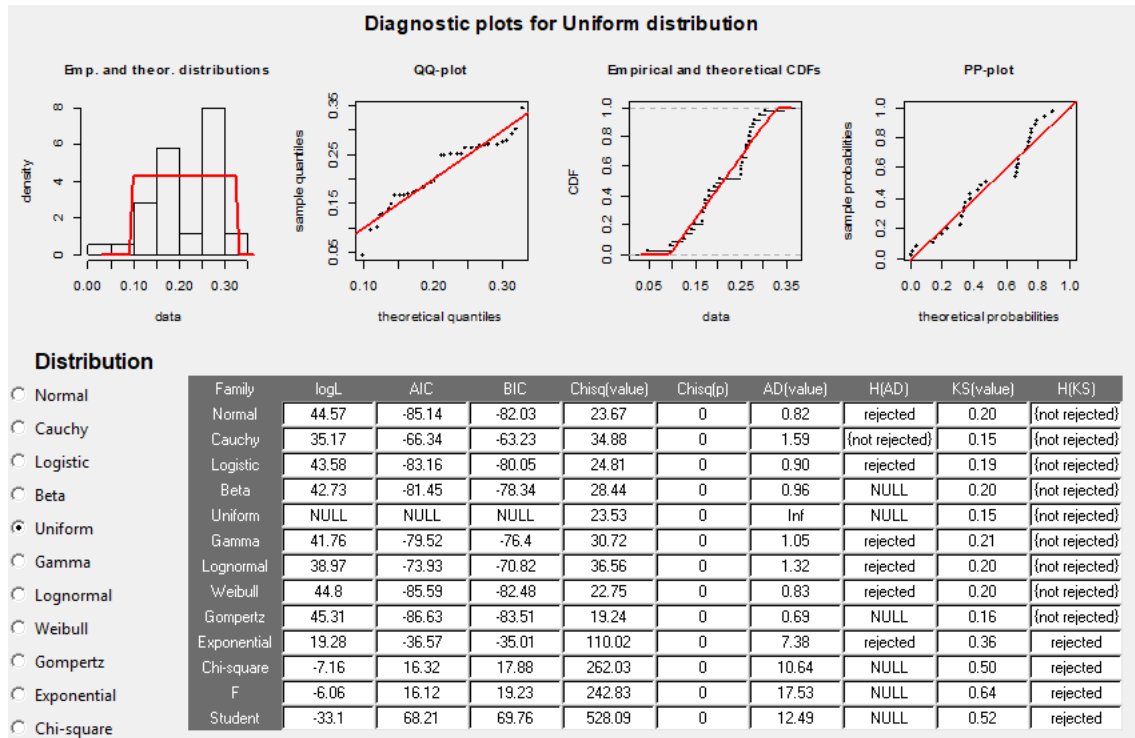 Diagnostic plots for Uniform distribution
Emp. and theor. distributions
density
0 2 4 6 8
0.00 0.10 0.20 0.30
data
QQ-plot
sample quantiles
0.05 0.15 0.25 0.35
0.10 0.20 0.30
theoretical quantiles
Empirical and theoretical CDFs
CDF
0.0 0.2 0.4 0.6 0.8 1.0
0.05 0.15 0.25 0.35
data
PP-plot
sample probabilities
0.0 0.2 0.4 0.6 0.8 1.0
0.0 0.2 0.4 0.6 0.8 1.0
theoretical probabilities
Distribution
Normal
Cauchy
Logistic
Beta
Uniform
Gamma
Lognormal
Weibull
Gompertz
Exponential
Chi-square
Family logL AIC BIC Chisq(value) Chisq(p) AD(value) H(AD) KS(value) H(KS)
Normal 44.57 -85.14 -82.03 23.67 0 0.82 rejected 0.20 {not rejected}
Cauchy 35.17 -66.34 -63.23 34.88 0 1.59 {not rejected} 0.15 {not rejected}
Logistic 43.58 -83.16 -80.05 24.81 0 0.90 rejected 0.19 {not rejected}
Beta 42.73 -81.45 -78.34 28.44 0 0.96 NULL 0.20 {not rejected}
Uniform NULL NULL NULL 23.53 0 Inf NULL 0.15 {not rejected}
Gamma 41.76 -79.52 -76.4 30.72 0 1.05 rejected 0.21 {not rejected}
Lognormal 38.97 -73.93 -70.82 36.56 0 1.32 rejected 0.20 {not rejected}
Weibull 44.8 -85.59 -82.48 22.75 0 0.83 rejected 0.20 {not rejected}
Gompertz 45.31 -86.63 -83.51 19.24 0 0.69 NULL 0.16 {not rejected}
Exponential 19.28 -36.57 -35.01 110.02 0 7.38 rejected 0.36 rejected
Chi-square -7.16 16.32 17.88 262.03 0 10.64 NULL 0.50 rejected
F -6.06 16.12 19.23 242.83 0 17.53 NULL 0.64 rejected
Student -33.1 68.21 69.76 528.09 0 12.49 NULL 0.52 rejected